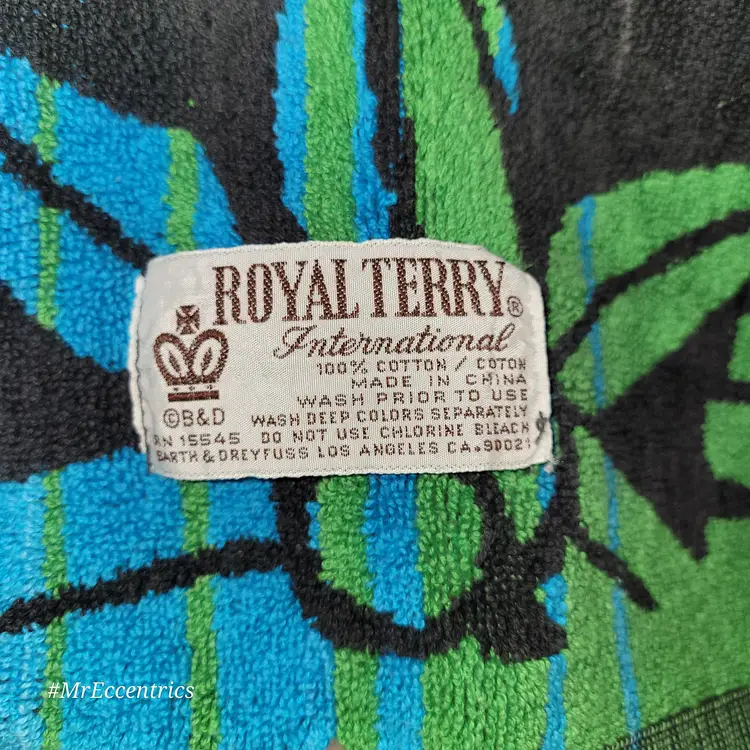 ROYAL TERRY®
International
100% COTTON / COTON
MADE IN CHINA
WASH PRIOR TO USE
©B&D WASH DEEP COLORS SEPARATELY
RN 15545 DO NOT USE CHLORINE BLEACH
BARTH & DREYFUSS LOS ANGELES CA. 90021
#MrEccentrics